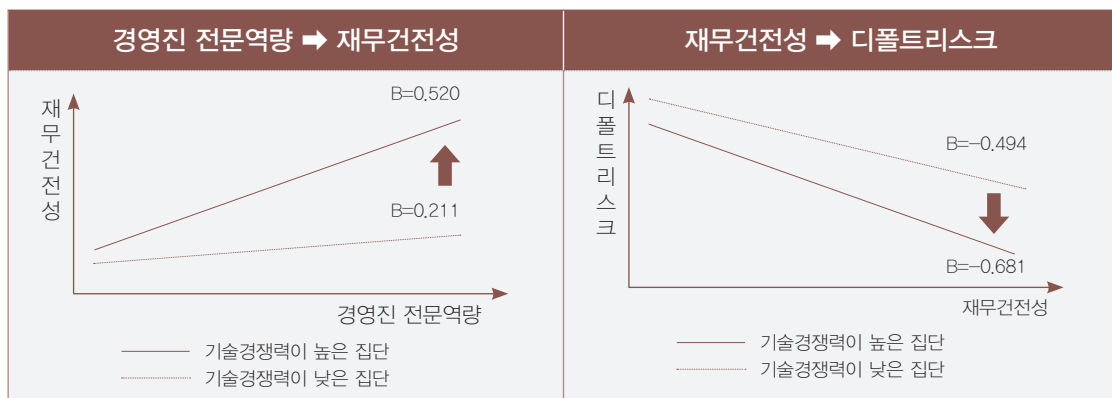 경영진 전문역량 ➡ 재무건전성
재무건전성
B=0.520
B=0.211
경영진 전문역량
기술경쟁력이 높은 집단
기술경쟁력이 낮은 집단
재무건전성 ➡ 디폴트리스크
디폴트리스크
B=-0.494
B=-0.681
재무건전성
기술경쟁력이 높은 집단
기술경쟁력이 낮은 집단